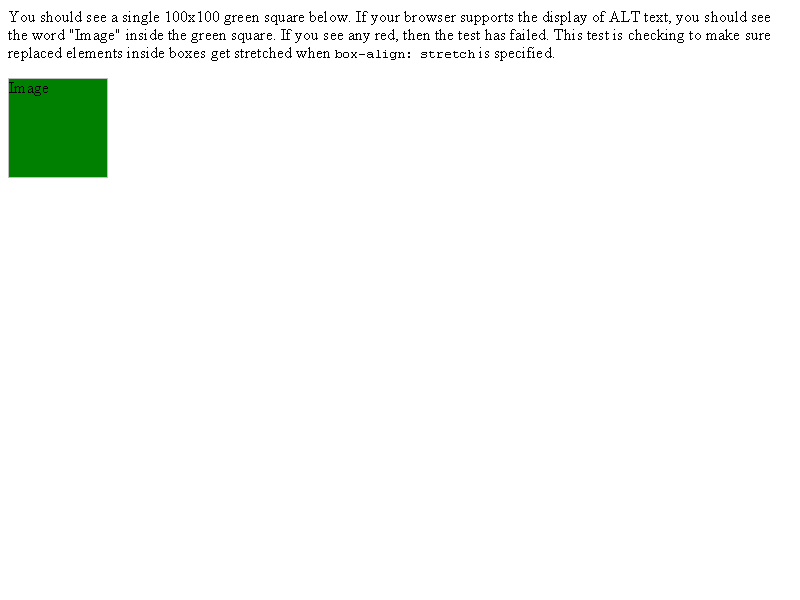 You should see a single 100x100 green square below. If your browser supports the display of ALT text, you should see
the word "Image" inside the green square. If you see any red, then the test has failed. This test is checking to make sure
replaced elements inside boxes get stretched when box-align: stretch is specified.
Image